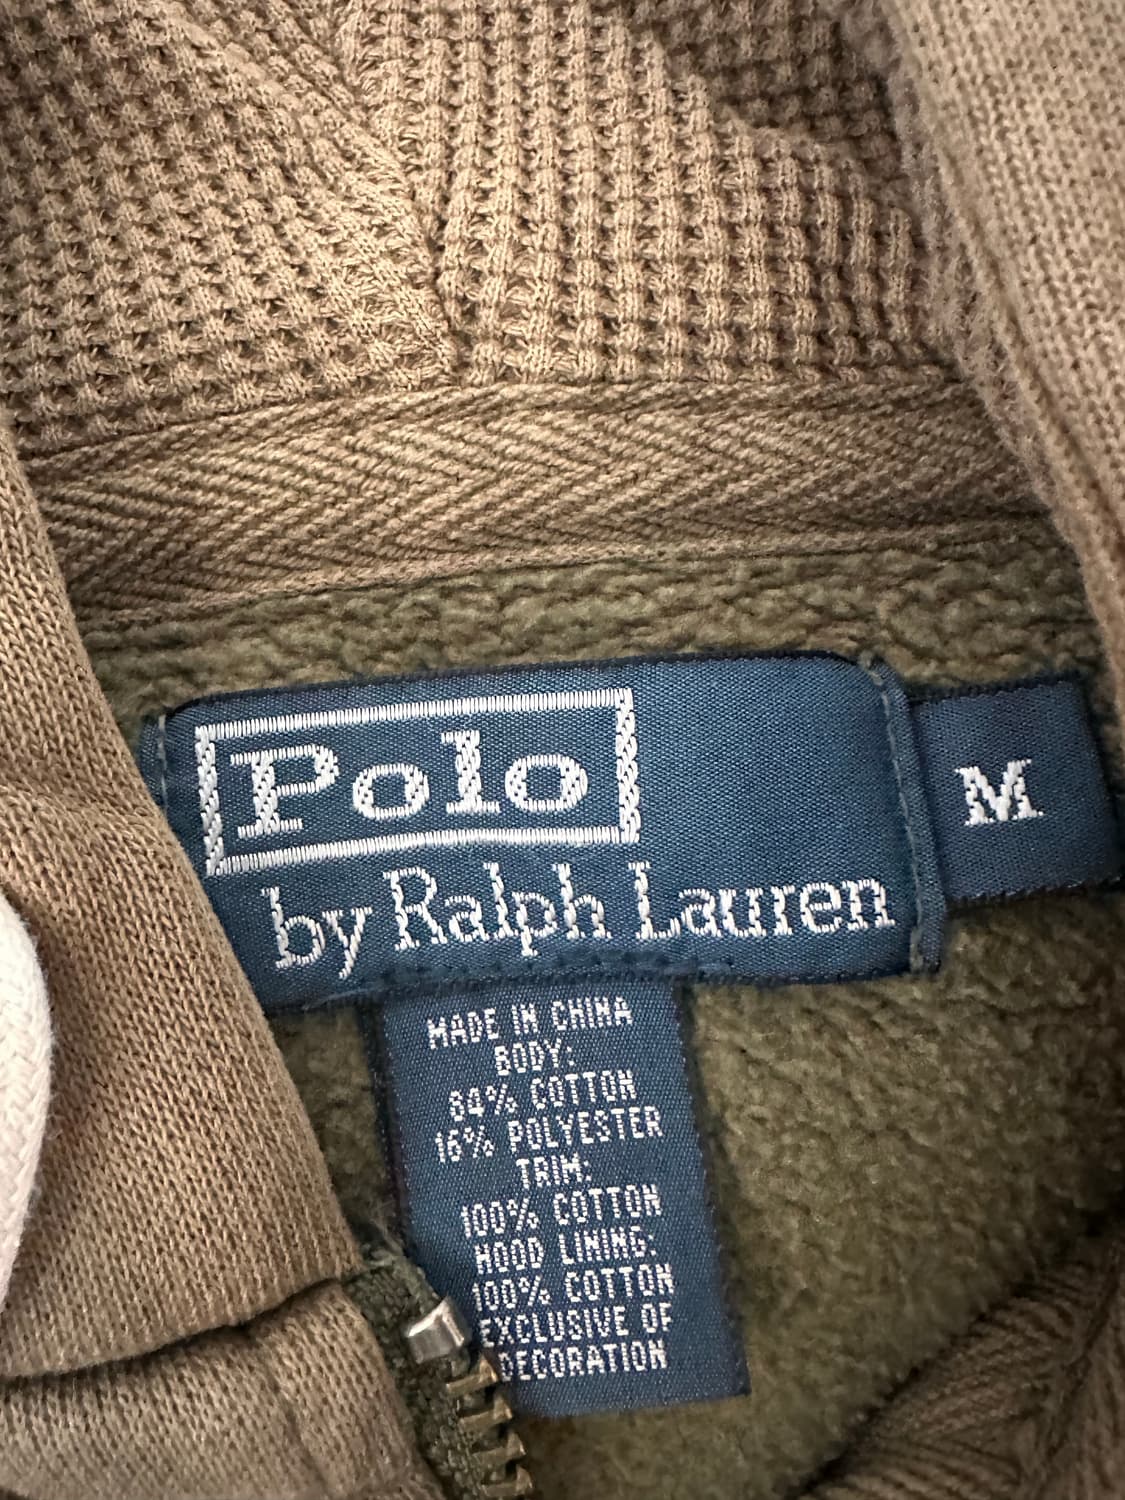 Polo
by Ralph Lauren
M
MADE IN CHINA
BODY:
84% COTTON
16% POLYESTER
TRIM:
100% COTTON
HOOD LINING:
100% COTTON
EXCLUSIVE OF
DECORATION